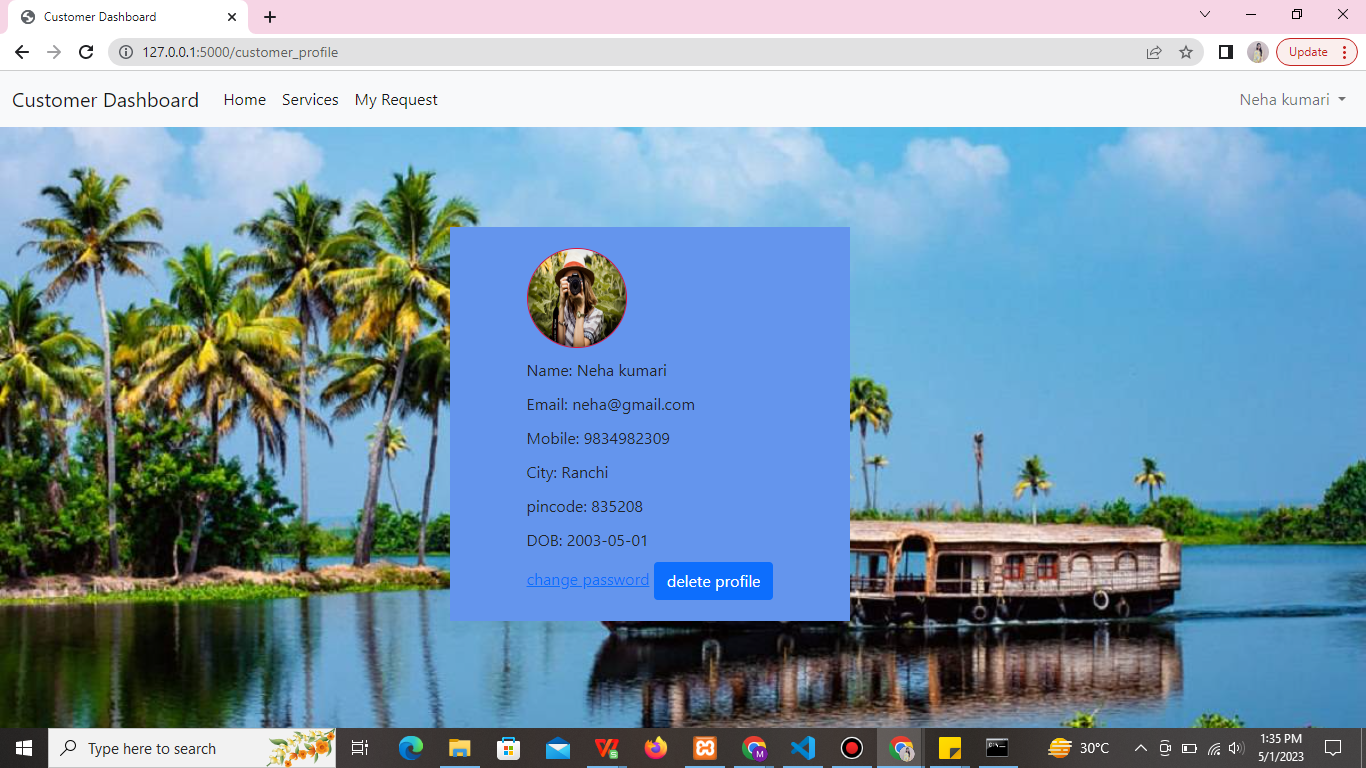 Customer Dashboard
127.0.0.1:5000/customer_profile
Update
Customer Dashboard Home Services My Request Neha kumari
Name: Neha kumari
Email: neha@gmail.com
Mobile: 9834982309
City: Ranchi
pincode: 835208
DOB: 2003-05-01
change password delete profile
Type here to search
30°C
1:35 PM
5/1/2023